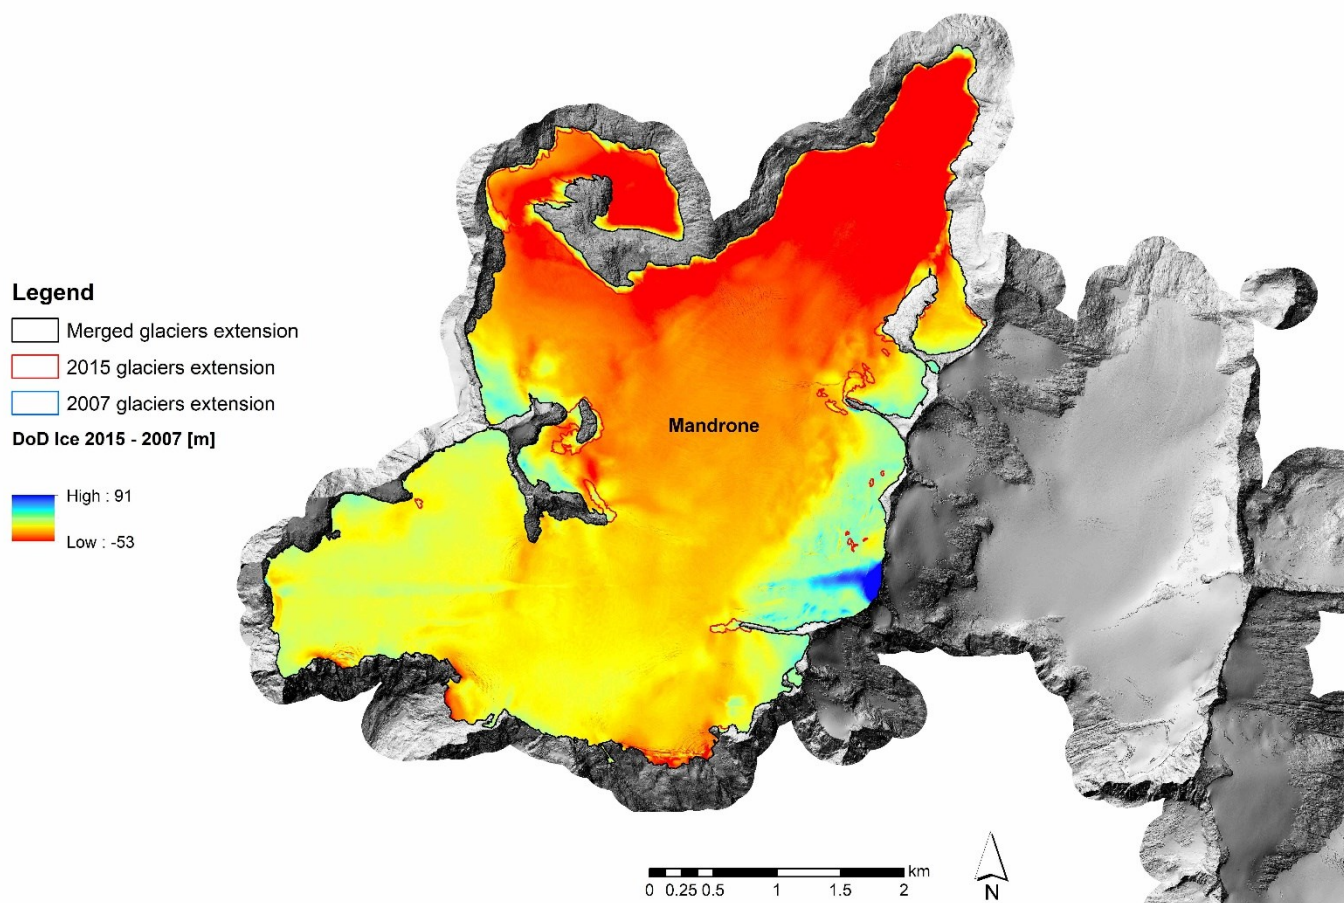 Legend
Merged glaciers extension
2015 glaciers extension
2007 glaciers extension
DoD Ice 2015 - 2007 [m]
High : 91
Low : -53
Mandrone
km
0 0.25 0.5 1 1.5 2
N